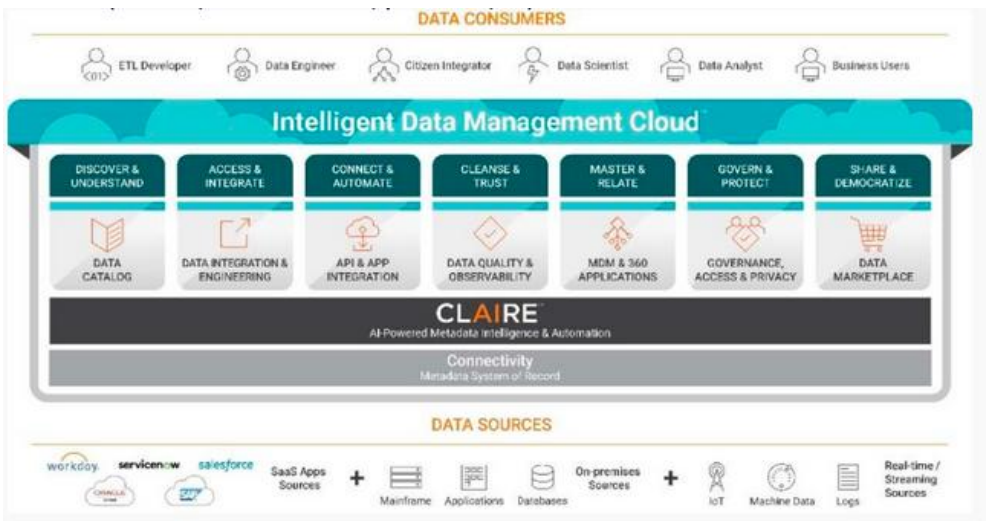 DATA CONSUMERS
ETL Developer
Data Engineer
Citizen Integrator
Data Scientist
Data Analyst
Business Users
Intelligent Data Management Cloud
DISCOVER &
UNDERSTAND
ACCESS &
INTEGRATE
CONNECT &
AUTOMATE
CLEANSE &
TRUST
MASTER &
RELATE
GOVERN &
PROTECT
SHARE &
DEMOCRATIZE
DATA
CATALOG
DATA INTEGRATION &
ENGINEERING
API & APP
INTEGRATION
DATA QUALITY &
OBSERVABILITY
MDM & 360
APPLICATIONS
GOVERNANCE,
ACCESS & PRIVACY
DATA
MARKETPLACE
CLAIRE
AI-Powered Metadata Intelligence & Automation
Connectivity
Metadata System of Record
DATA SOURCES
workday.
servicenow
salesforce
ORACLE
SAP
SaaS Apps
Sources
+
Mainframe
Applications
Databases
On-premises
Sources
+
IoT
Machine Data
Logs
Real-time /
Streaming
Sources